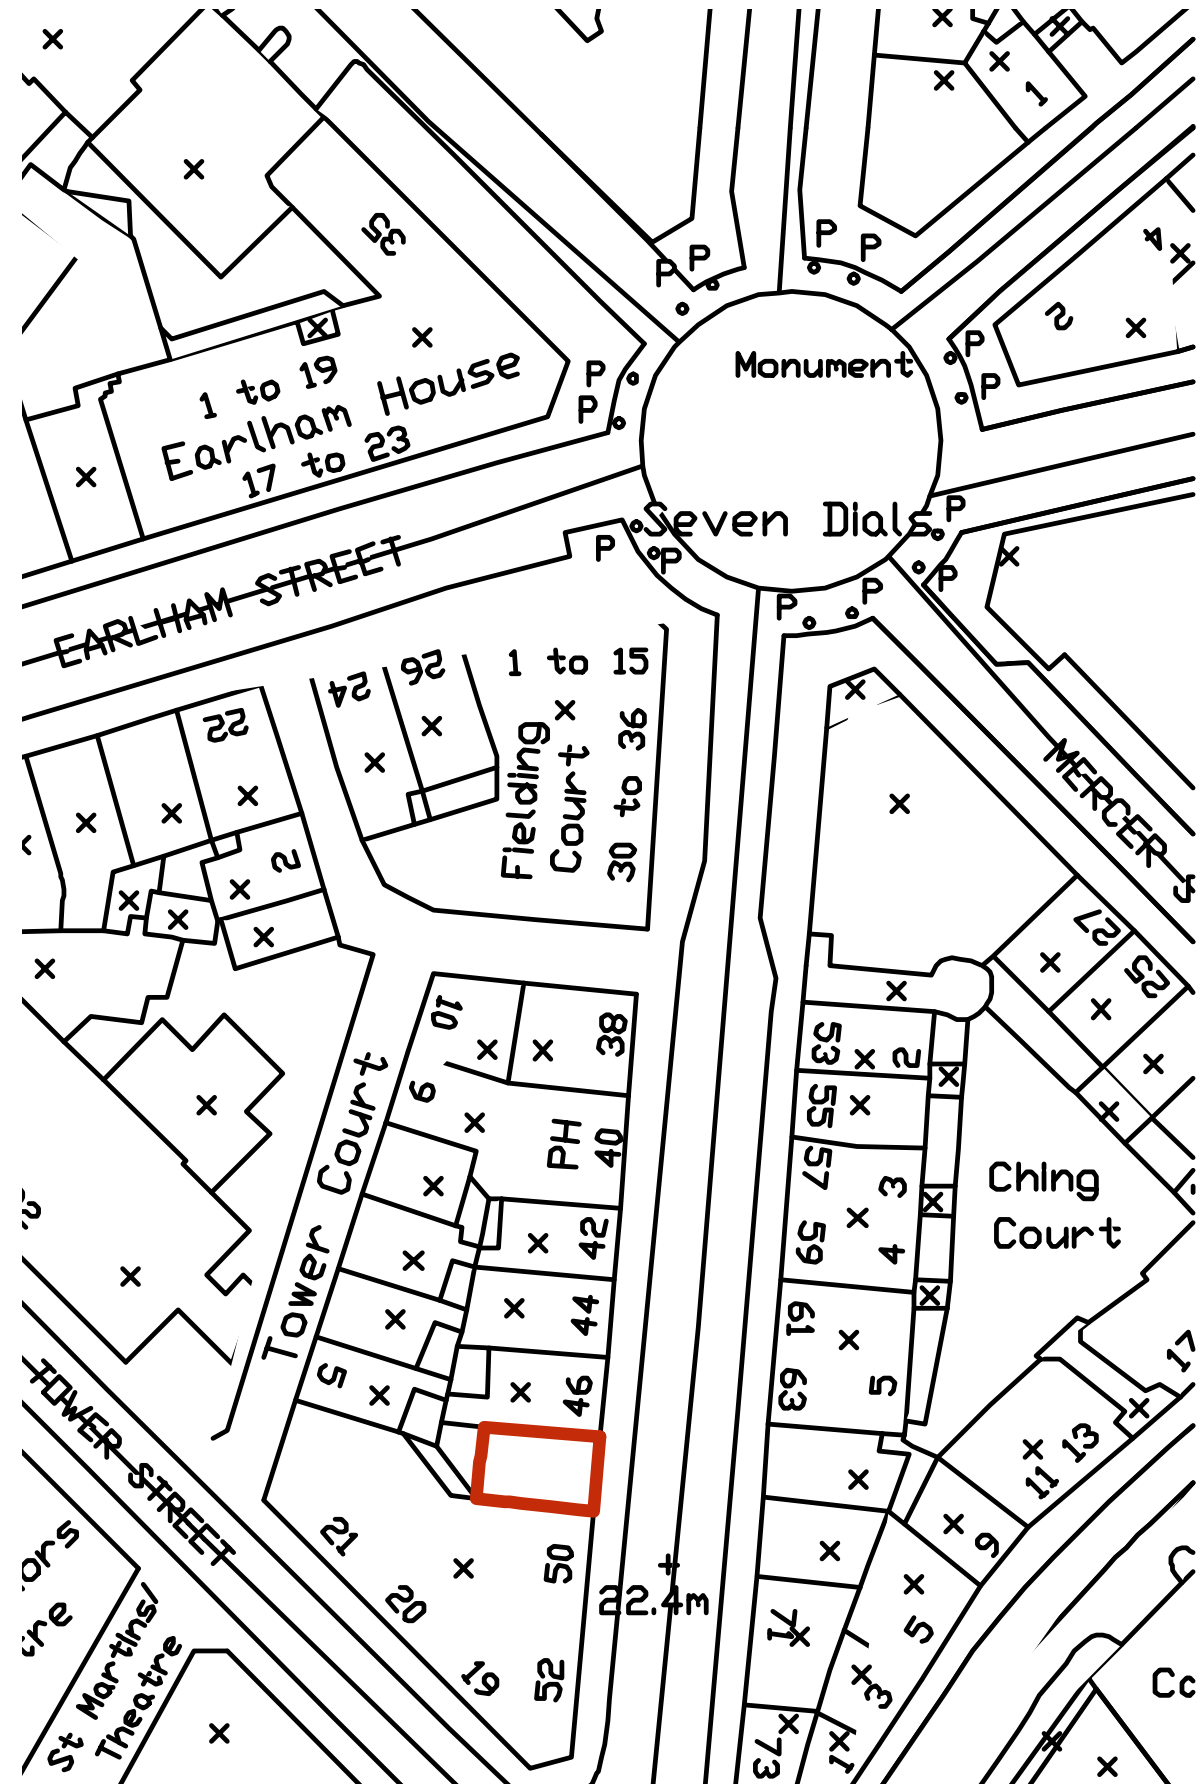 1
4
2
35
P
P
P
P
Monument
P
P
P
P
1 to 19
Earlham House
17 to 23
Seven Dials
P
P
P
P
P
P
EARLHAM STREET
22
24
26
1 to 15
Fielding
Court
30 to 36
2
MERCER
27
25
10
38
9
PH
40
42
44
46
5
Tower Court
53
2
55
57
3
59
4
61
63
5
Ching
Court
17
13
11
9
5
3
1
71
73
TOWER STREET
21
20
19
50
52
22.4m
St Martins'
Theatre